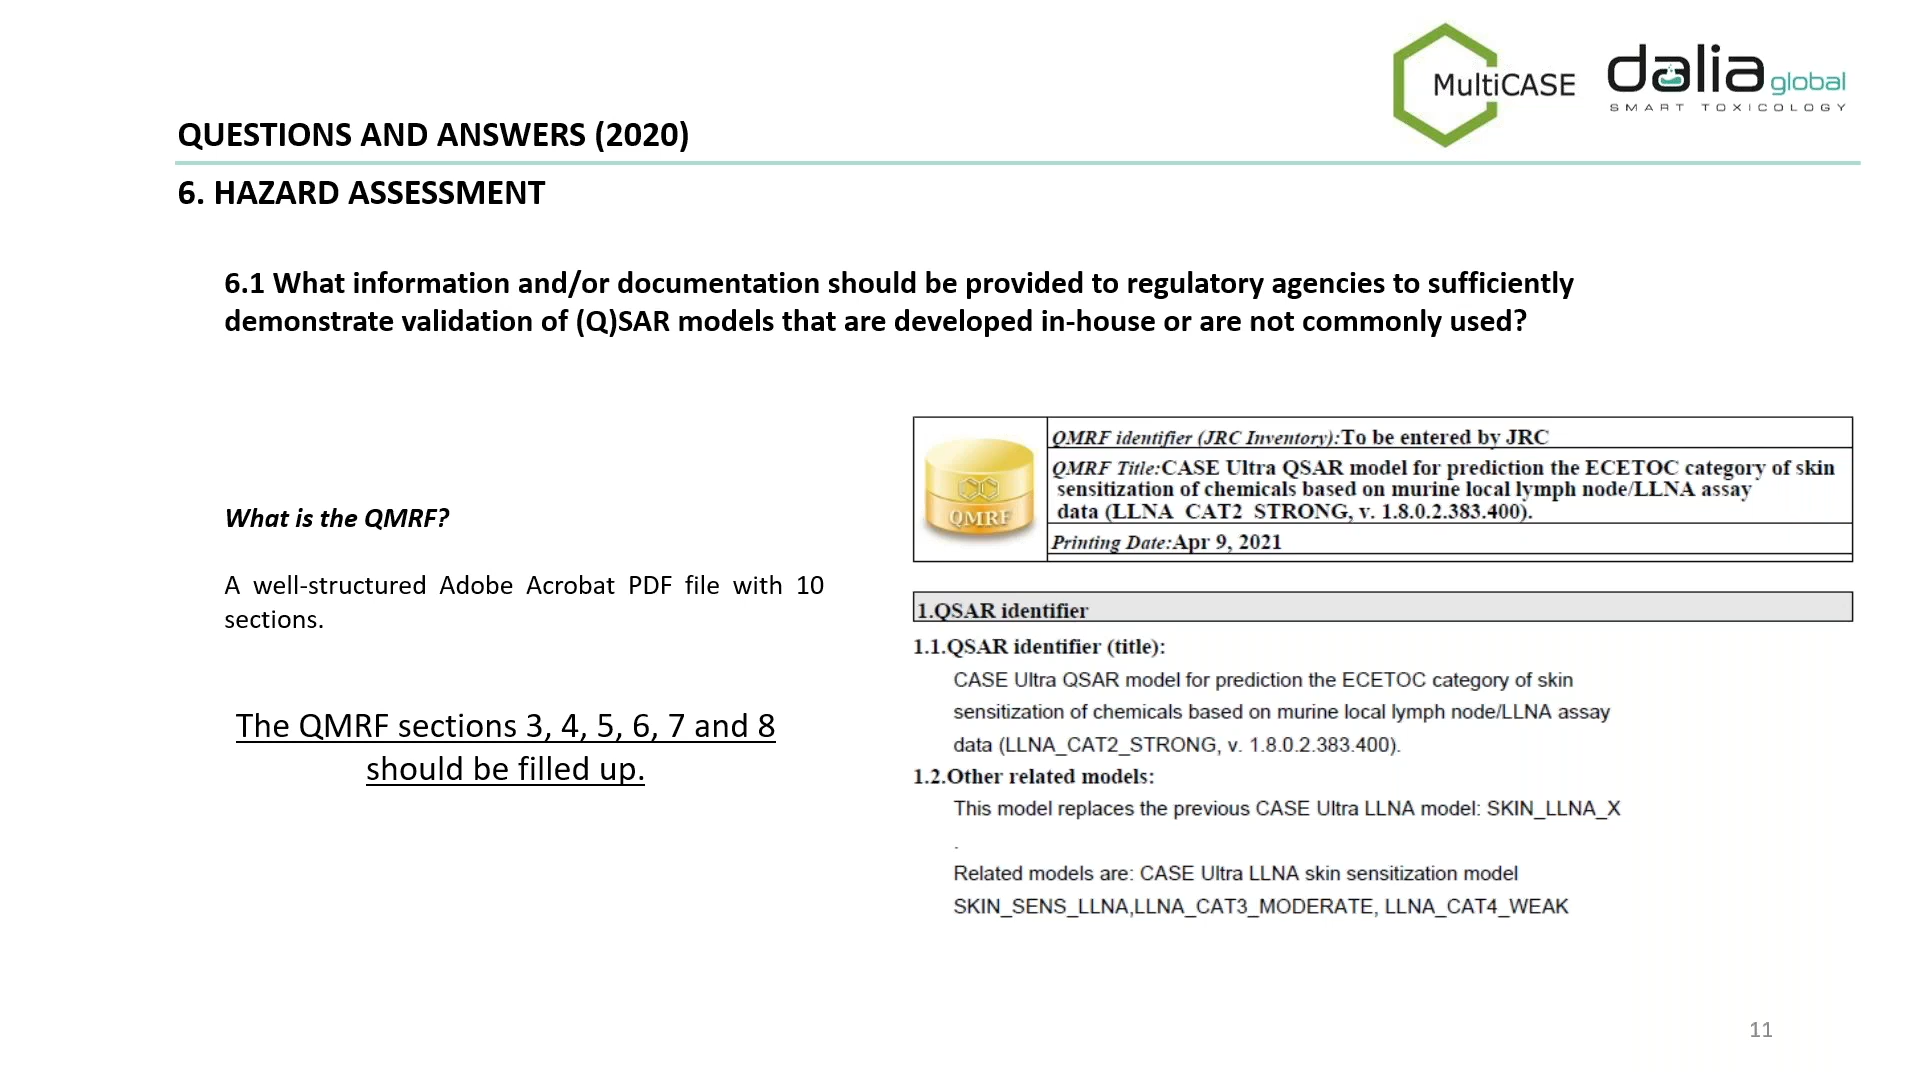 MultiCASE
dalia global
SMART TOXICOLOGY
QUESTIONS AND ANSWERS (2020)
6. HAZARD ASSESSMENT
6.1 What information and/or documentation should be provided to regulatory agencies to sufficiently
demonstrate validation of (Q)SAR models that are developed in-house or are not commonly used?
What is the QMRF?
A well-structured Adobe Acrobat PDF file with 10
sections.
The QMRF sections 3, 4, 5, 6, 7 and 8
should be filled up.
QMRF
QMRF identifier (JRC Inventory):To be entered by JRC
QMRF Title:CASE Ultra QSAR model for prediction the ECETOC category of skin
sensitization of chemicals based on murine local lymph node/LLNA assay
data (LLNA_CAT2_STRONG, v. 1.8.0.2.383.400).
Printing Date:Apr 9, 2021
1.QSAR identifier
1.1.QSAR identifier (title):
CASE Ultra QSAR model for prediction the ECETOC category of skin
sensitization of chemicals based on murine local lymph node/LLNA assay
data (LLNA_CAT2_STRONG, v. 1.8.0.2.383.400).
1.2.Other related models:
This model replaces the previous CASE Ultra LLNA model: SKIN_LLNA_X
.
Related models are: CASE Ultra LLNA skin sensitization model
SKIN_SENS_LLNA,LLNA_CAT3_MODERATE, LLNA_CAT4_WEAK
11